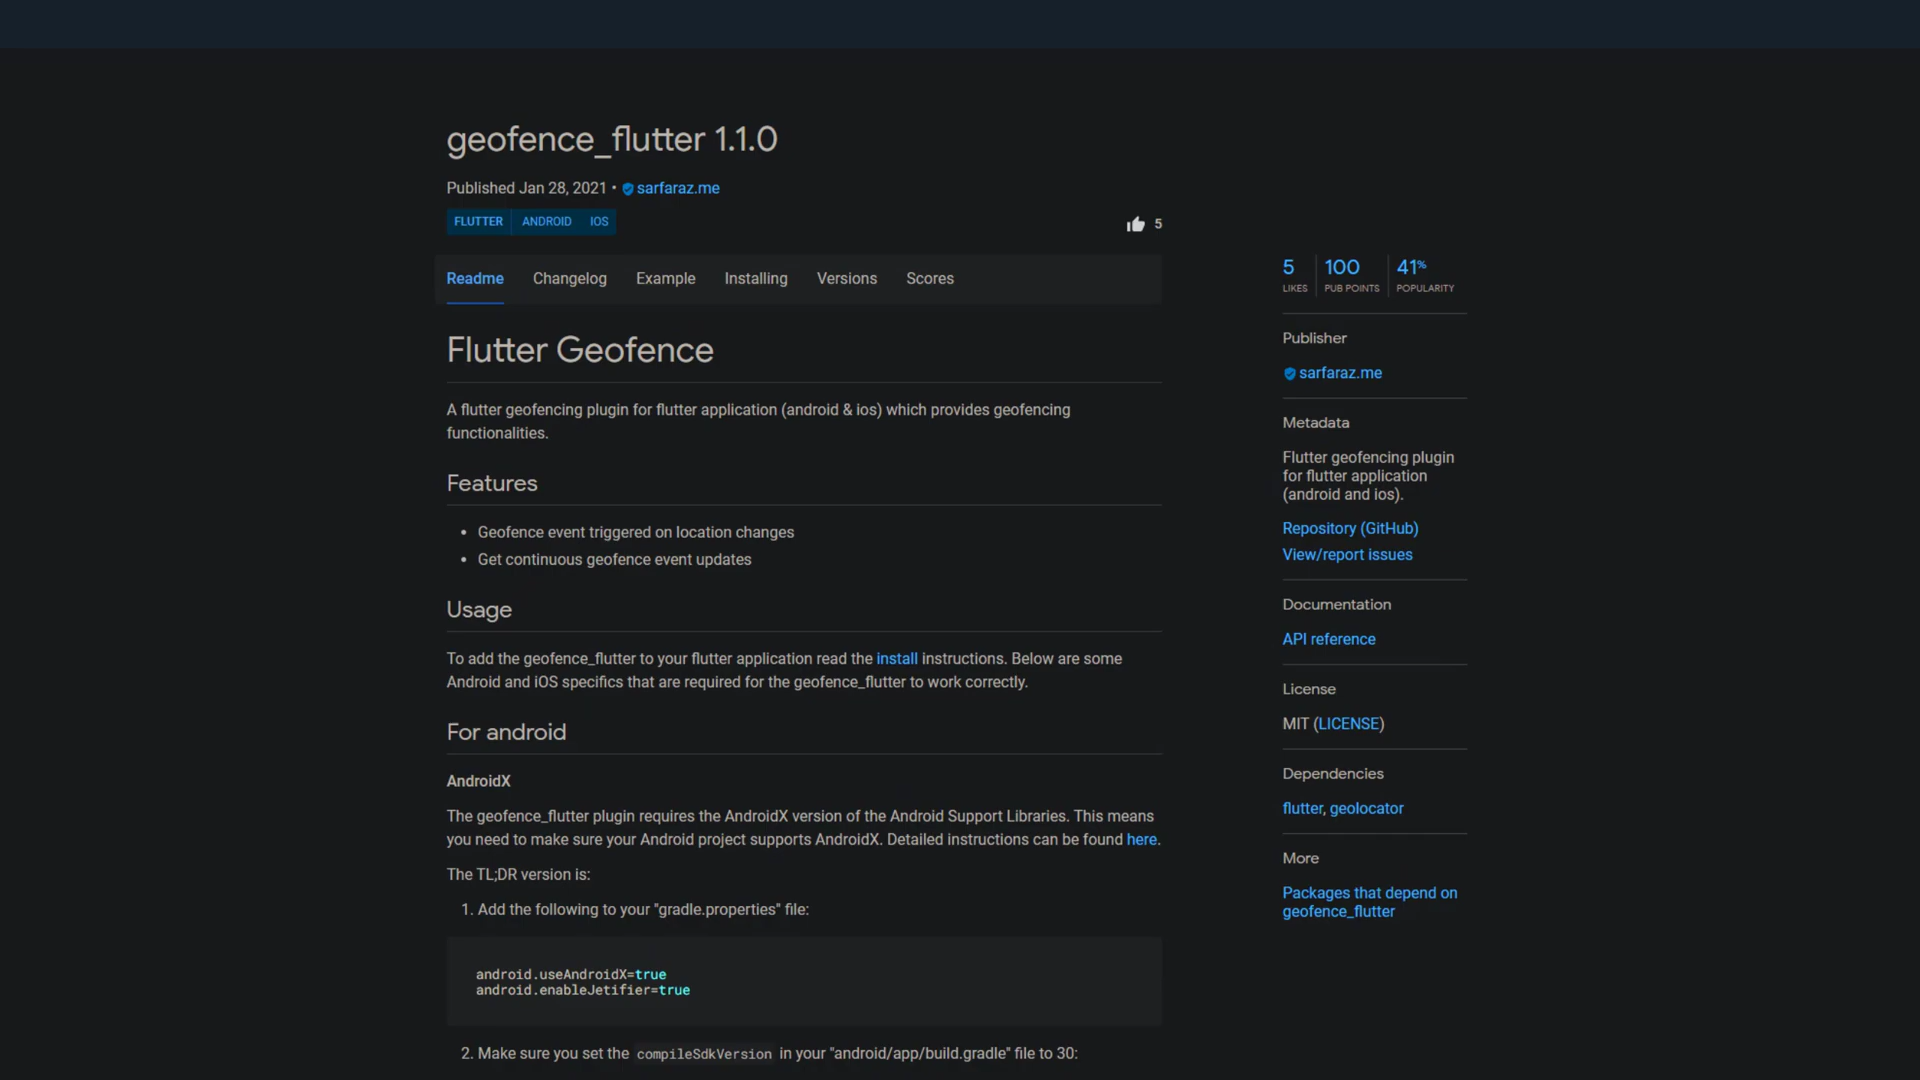 geofence_flutter 1.1.0
Published Jan 28, 2021 • sarfaraz.me
FLUTTER ANDROID IOS
5
Readme Changelog Example Installing Versions Scores
Flutter Geofence
A flutter geofencing plugin for flutter application (android & ios) which provides geofencing
functionalities.
Features
• Geofence event triggered on location changes
• Get continuous geofence event updates
Usage
To add the geofence_flutter to your flutter application read the install instructions. Below are some
Android and iOS specifics that are required for the geofence_flutter to work correctly.
For android
AndroidX
The geofence_flutter plugin requires the AndroidX version of the Android Support Libraries. This means
you need to make sure your Android project supports AndroidX. Detailed instructions can be found here.
The TL;DR version is:
1. Add the following to your "gradle.properties" file:
android.useAndroidX=true
android.enableJetifier=true
2. Make sure you set the compileSdkVersion in your "android/app/build.gradle" file to 30:
5 100 41%
LIKES PUB POINTS POPULARITY
Publisher
sarfaraz.me
Metadata
Flutter geofencing plugin
for flutter application
(android and ios).
Repository (GitHub)
View/report issues
Documentation
API reference
License
MIT (LICENSE)
Dependencies
flutter, geolocator
More
Packages that depend on
geofence_flutter